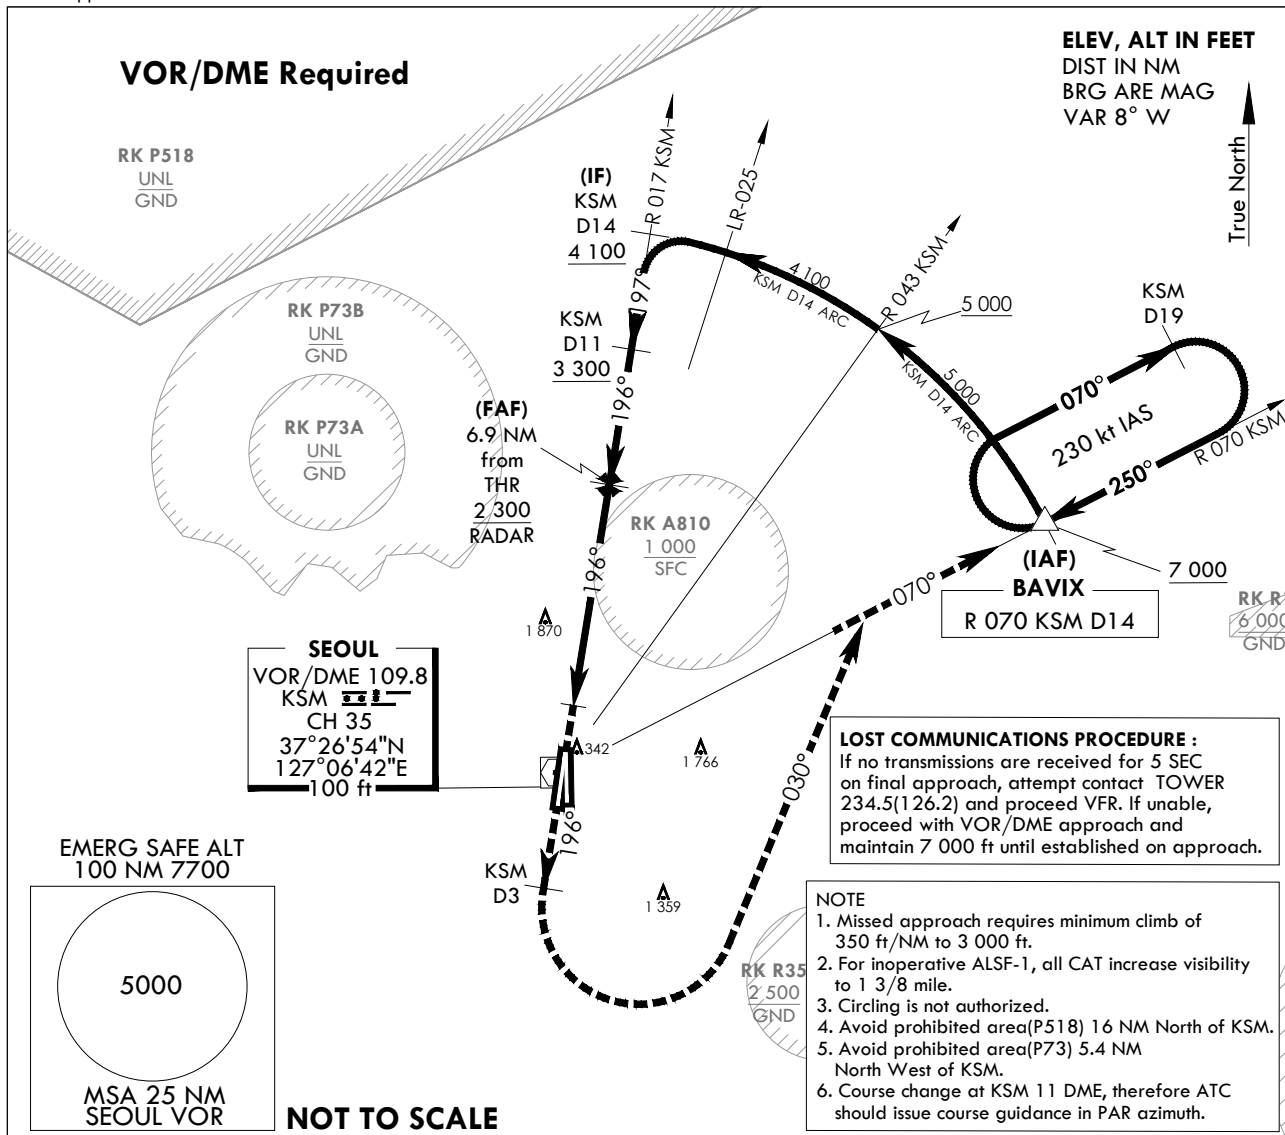 VOR/DME Required
ELEV, ALT IN FEET
DIST IN NM
BRG ARE MAG
VAR 8° W
True North
RK P518
UNL
GND
(IF)
KSM
D14
4 100
R 017 KSM
LR-025
4 100
KSM D14 ARC
R 043 KSM
5 000
KSM
D19
RK P73B
UNL
GND
197°
KSM
D11
3 300
5 000
KSM D14 ARC
070°
230 kt IAS
R 070 KSM
250°
RK P73A
UNL
GND
196°
(FAF)
6.9 NM
from
THR
2 300
RADAR
RK A810
1 000
SFC
196°
070°
(IAF)
BAVIX
R 070 KSM D14
7 000
RK R
6 000
GND
1 870
SEOUL
VOR/DME 109.8
KSM
CH 35
37°26'54"N
127°06'42"E
100 ft
342
1 766
030°
196°
LOST COMMUNICATIONS PROCEDURE :
If no transmissions are received for 5 SEC
on final approach, attempt contact TOWER
234.5(126.2) and proceed VFR. If unable,
proceed with VOR/DME approach and
maintain 7 000 ft until established on approach.
EMERG SAFE ALT
100 NM 7700
5000
MSA 25 NM
SEOUL VOR
KSM
D3
1 359
RK R35
2 500
GND
NOTE
1. Missed approach requires minimum climb of
350 ft/NM to 3 000 ft.
2. For inoperative ALSF-1, all CAT increase visibility
to 1 3/8 mile.
3. Circling is not authorized.
4. Avoid prohibited area(P518) 16 NM North of KSM.
5. Avoid prohibited area(P73) 5.4 NM
North West of KSM.
6. Course change at KSM 11 DME, therefore ATC
should issue course guidance in PAR azimuth.
NOT TO SCALE